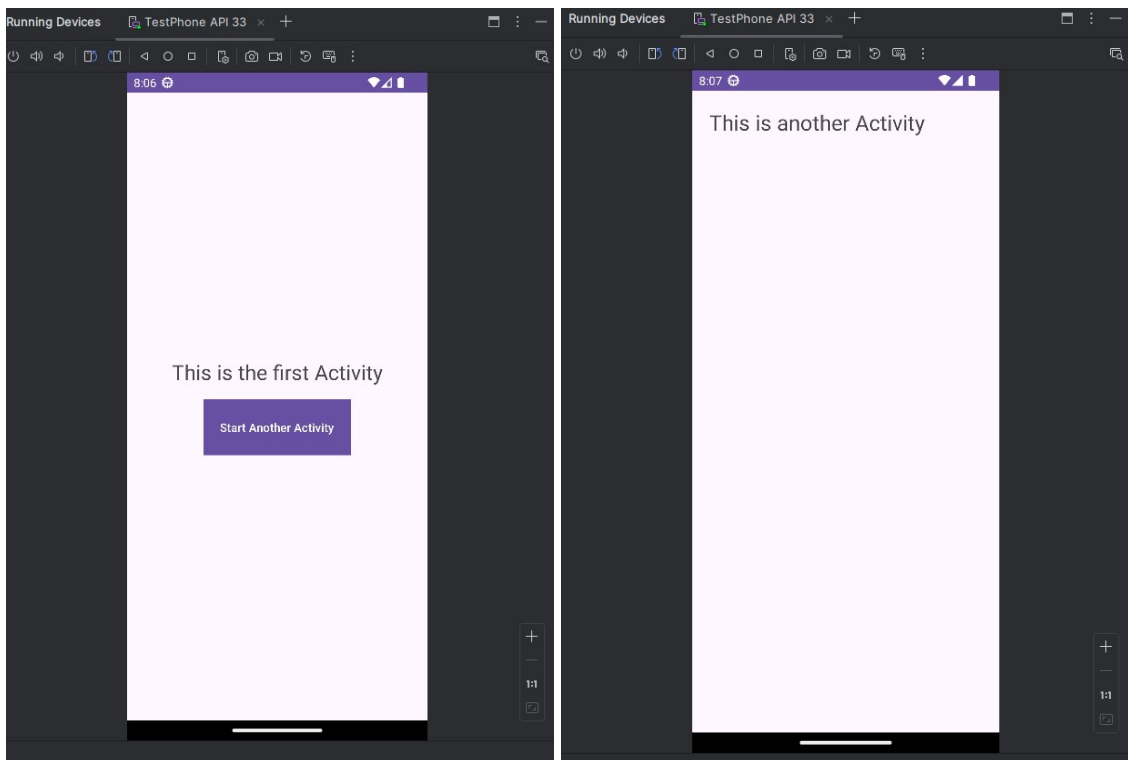 Running Devices TestPhone API 33
8:06
This is the first Activity
Start Another Activity
1:1
Running Devices TestPhone API 33
8:07
This is another Activity
1:1